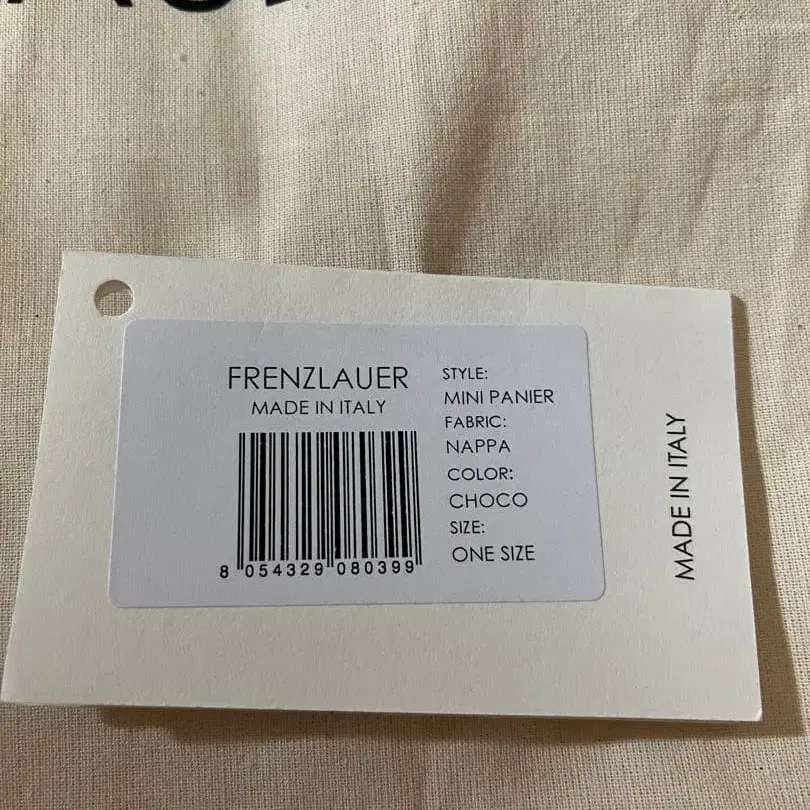 FRENZLAUER
MADE IN ITALY
8 054329 080399
STYLE:
MINI PANIER
FABRIC:
NAPPA
COLOR:
CHOCO
SIZE:
ONE SIZE
MADE IN ITALY